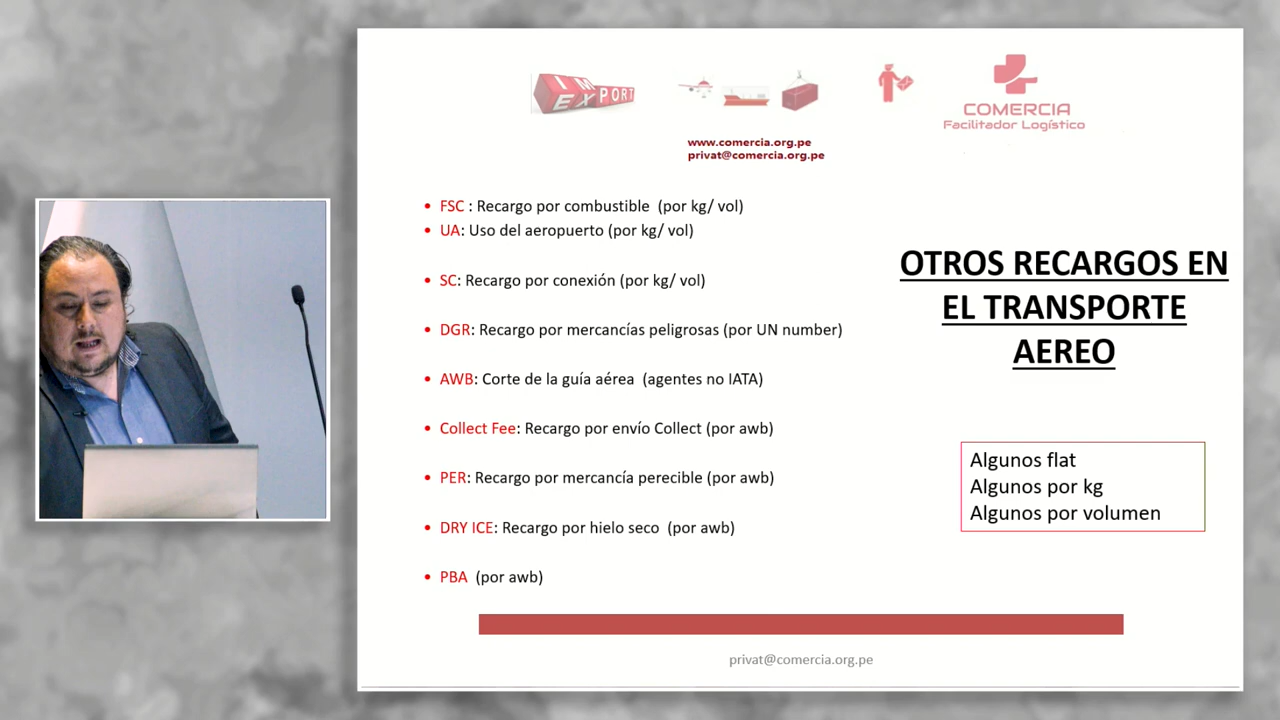 IM
EXPORT
COMERCIA
Facilitador Logístico
www.comercia.org.pe
privat@comercia.org.pe
• FSC : Recargo por combustible (por kg/ vol)
• UA: Uso del aeropuerto (por kg/ vol)
• SC: Recargo por conexión (por kg/ vol)
• DGR: Recargo por mercancías peligrosas (por UN number)
• AWB: Corte de la guía aérea (agentes no IATA)
• Collect Fee: Recargo por envío Collect (por awb)
• PER: Recargo por mercancía perecible (por awb)
• DRY ICE: Recargo por hielo seco (por awb)
• PBA (por awb)
OTROS RECARGOS EN
EL TRANSPORTE
AEREO
Algunos flat
Algunos por kg
Algunos por volumen
privat@comercia.org.pe